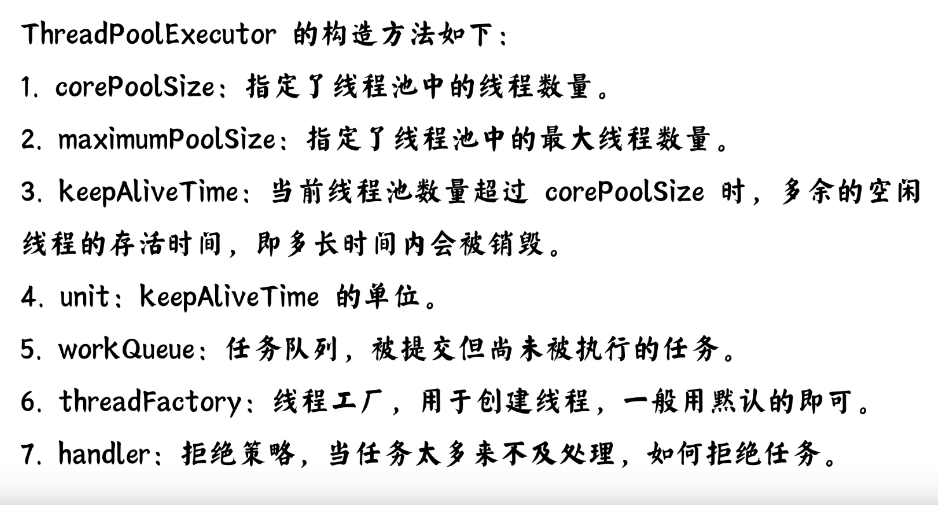 ThreadPoolExecutor 的构造方法如下：
1. corePoolSize：指定了线程池中的线程数量。
2. maximumPoolSize：指定了线程池中的最大线程数量。
3. keepAliveTime：当前线程池数量超过 corePoolSize 时，多余的空闲
线程的存活时间，即多长时间内会被销毁。
4. unit：keepAliveTime 的单位。
5. workQueue：任务队列，被提交但尚未被执行的任务。
6. threadFactory：线程工厂，用于创建线程，一般用默认的即可。
7. handler：拒绝策略，当任务太多来不及处理，如何拒绝任务。